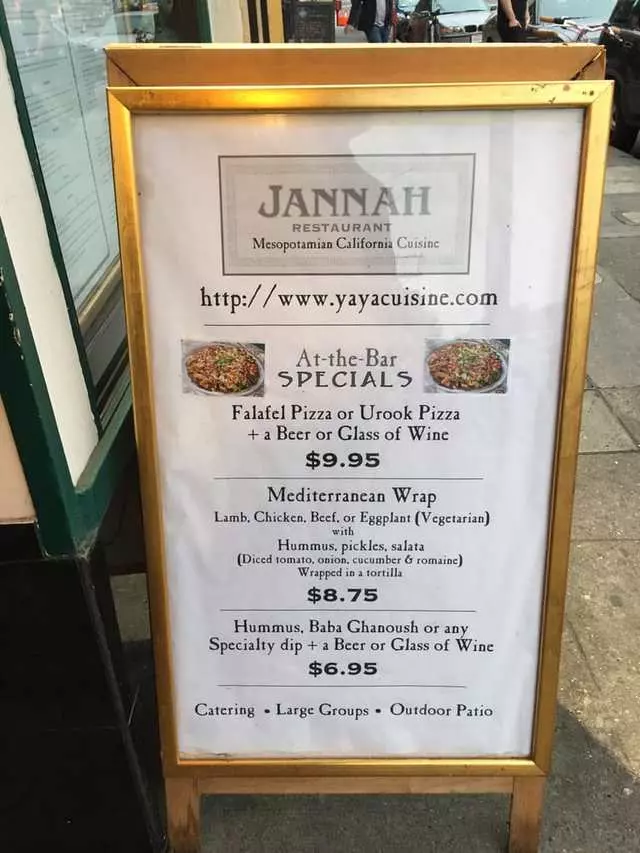 JANNAH
RESTAURANT
Mesopotamian California Cuisine
http://www.yayacuisine.com
At-the-Bar
SPECIALS
Falafel Pizza or Urook Pizza
+ a Beer or Glass of Wine
$9.95
Mediterranean Wrap
Lamb, Chicken, Beef, or Eggplant (Vegetarian)
with
Hummus, pickles, salata
(Diced tomato, onion, cucumber & romaine)
Wrapped in a tortilla
$8.75
Hummus, Baba Ghanoush or any
Specialty dip + a Beer or Glass of Wine
$6.95
Catering • Large Groups • Outdoor Patio